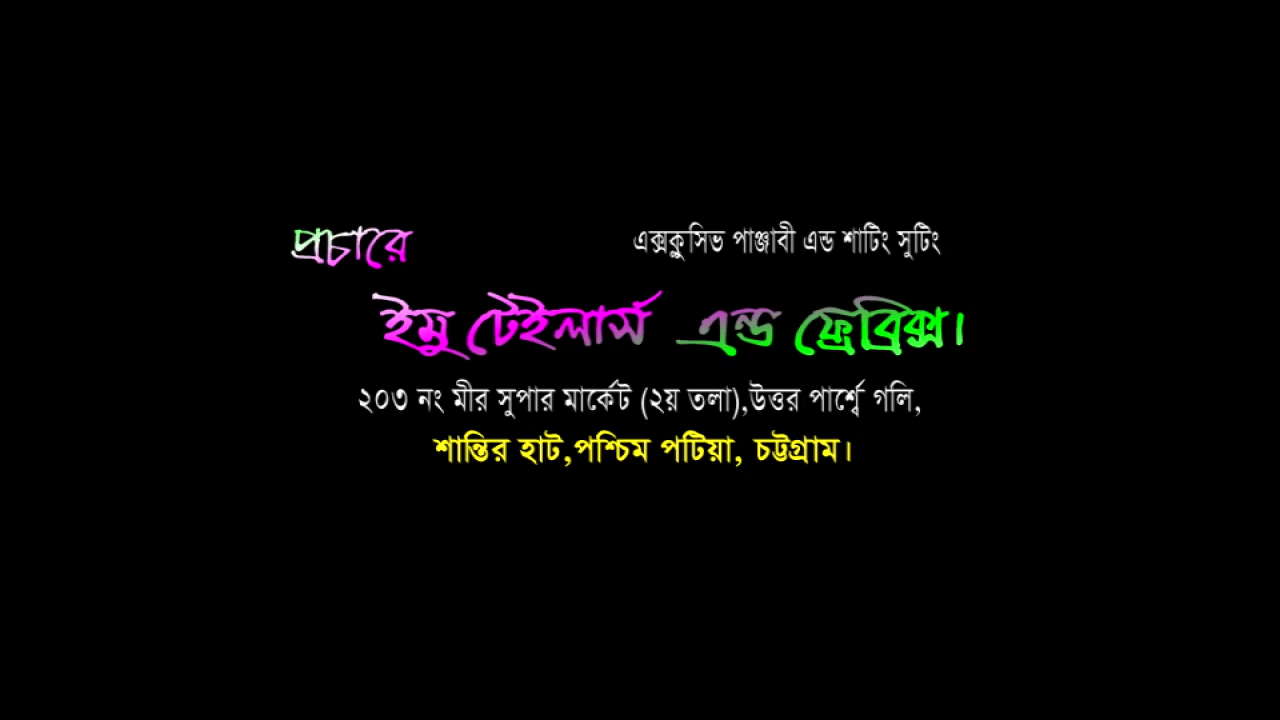 প্রচারে
এক্সক্লুসিভ পাঞ্জাবী এন্ড শার্টিং সুটিং
ইমু টেইলার্স এন্ড ফ্রেব্রিক্স।
২০৩ নং মীর সুপার মার্কেট (২য় তলা),উত্তর পার্শ্বে গলি,
শান্তির হাট,পশ্চিম পটিয়া, চট্টগ্রাম।